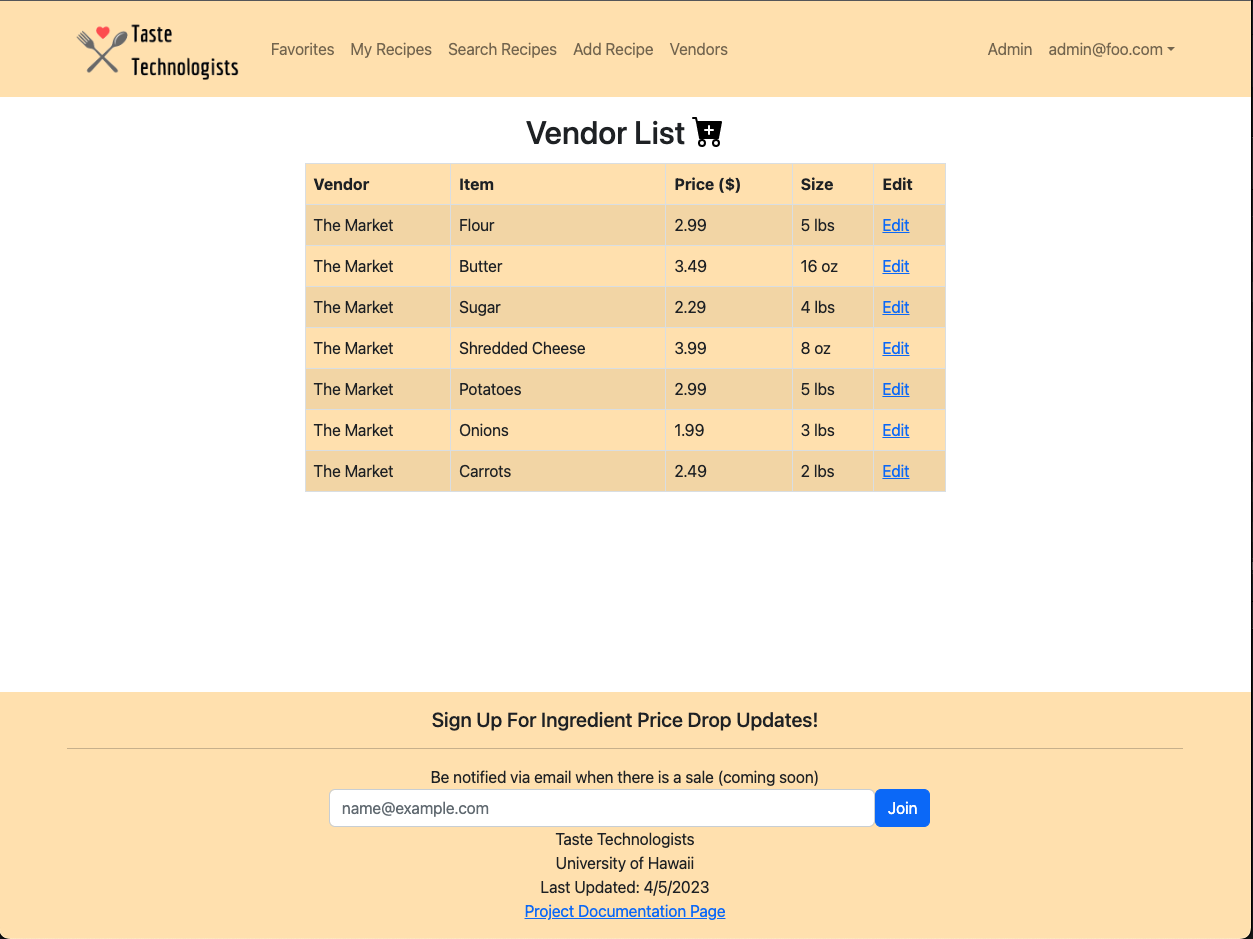 Taste
Technologists
Favorites My Recipes Search Recipes Add Recipe Vendors Admin admin@foo.com
Vendor List
Vendor Item Price ($) Size Edit
The Market Flour 2.99 5 lbs Edit
The Market Butter 3.49 16 oz Edit
The Market Sugar 2.29 4 lbs Edit
The Market Shredded Cheese 3.99 8 oz Edit
The Market Potatoes 2.99 5 lbs Edit
The Market Onions 1.99 3 lbs Edit
The Market Carrots 2.49 2 lbs Edit
Sign Up For Ingredient Price Drop Updates!
Be notified via email when there is a sale (coming soon)
name@example.com Join
Taste Technologists
University of Hawaii
Last Updated: 4/5/2023
Project Documentation Page